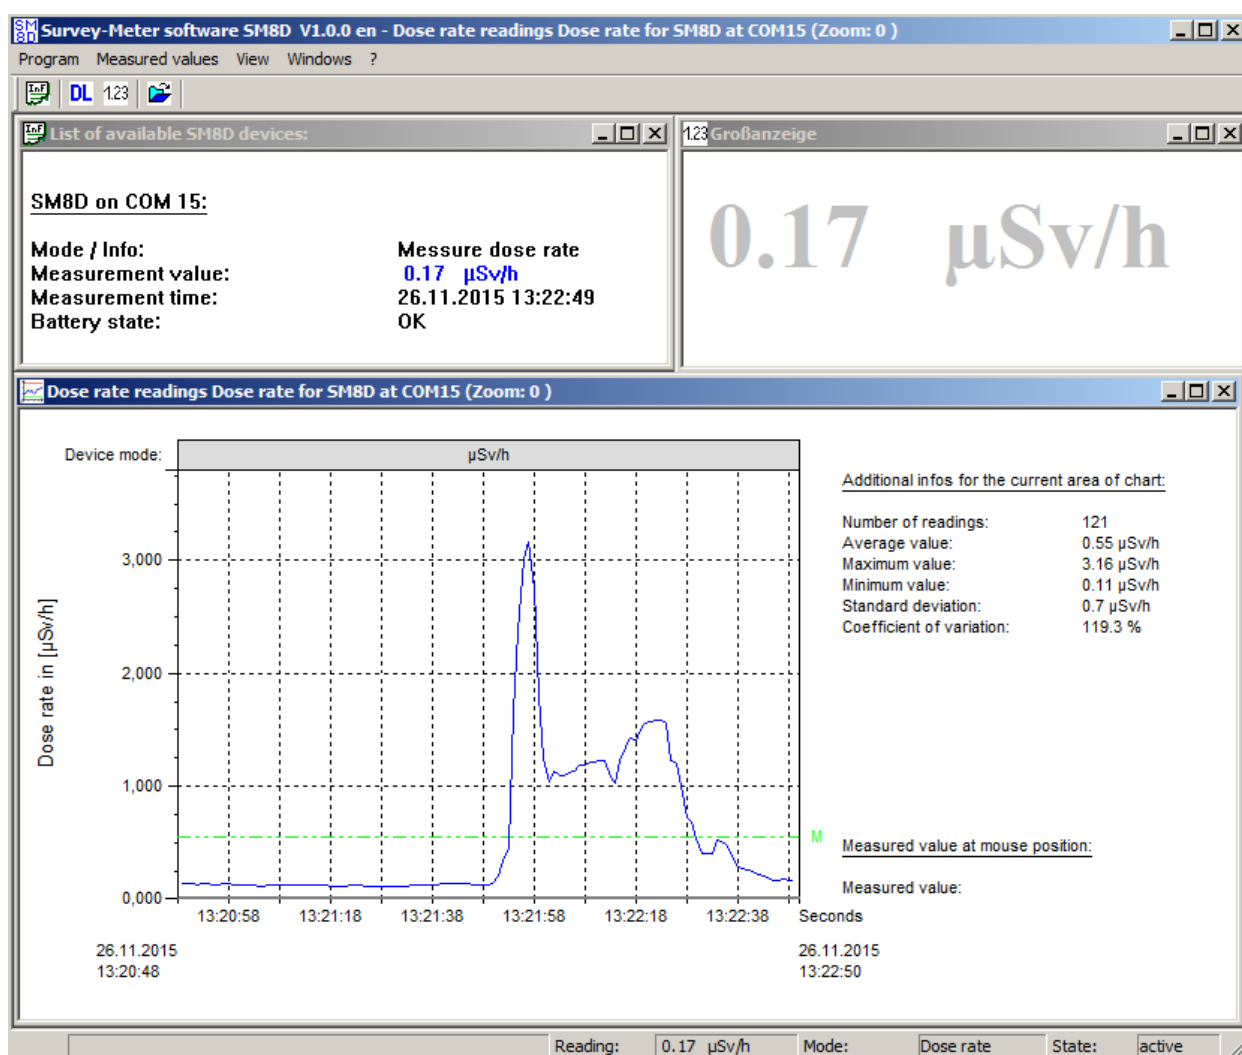 SM8D Survey-Meter software SM8D V1.0.0 en - Dose rate readings Dose rate for SM8D at COM15 (Zoom: 0 )
Program Measured values View Windows ?
InF DL 1.23
InF List of available SM8D devices:
SM8D on COM 15:
Mode / Info: Messure dose rate
Measurement value: 0.17 µSv/h
Measurement time: 26.11.2015 13:22:49
Battery state: OK
1.23 Großanzeige
0.17 µSv/h
Dose rate readings Dose rate for SM8D at COM15 (Zoom: 0 )
Device mode: µSv/h
Dose rate in [µSv/h]
3,000
2,000
1,000
0,000
13:20:58 13:21:18 13:21:38 13:21:58 13:22:18 13:22:38 Seconds
26.11.2015
13:20:48
26.11.2015
13:22:50
M
Additional infos for the current area of chart:
Number of readings: 121
Average value: 0.55 µSv/h
Maximum value: 3.16 µSv/h
Minimum value: 0.11 µSv/h
Standard deviation: 0.7 µSv/h
Coefficient of variation: 119.3 %
Measured value at mouse position:
Measured value:
Reading: 0.17 µSv/h Mode: Dose rate State: active